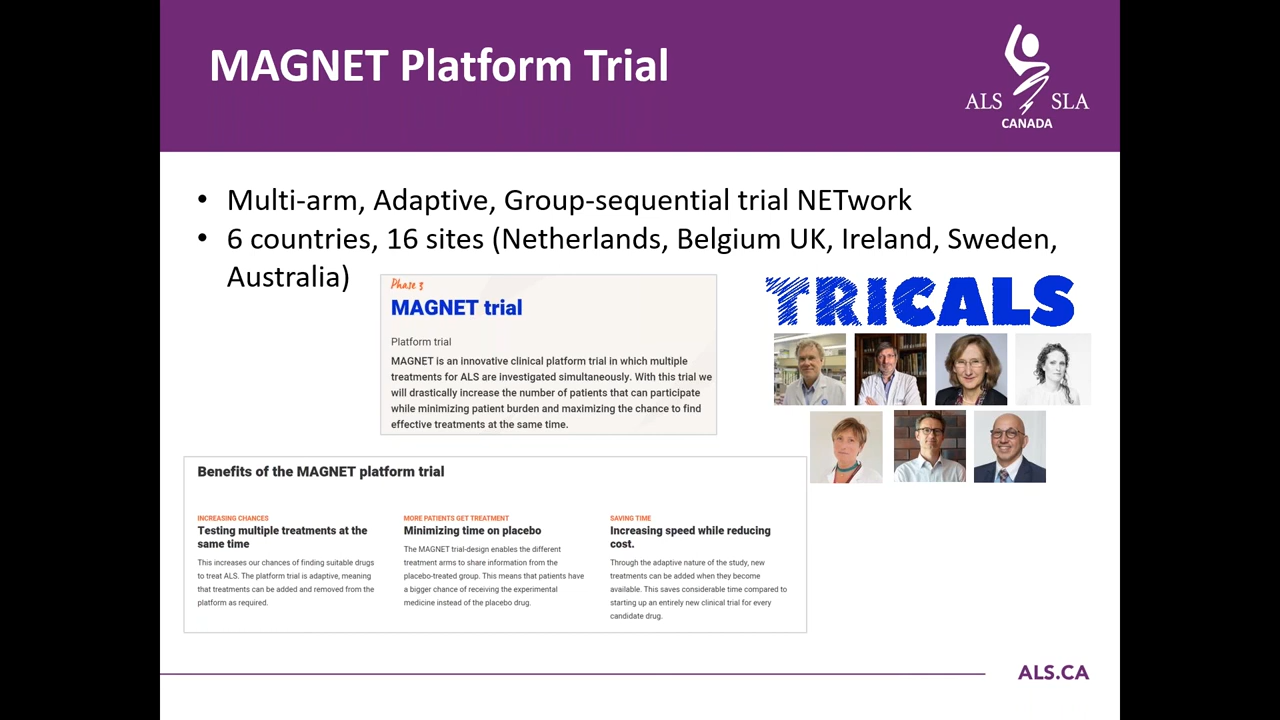 MAGNET Platform Trial
ALS SLA
CANADA
• Multi-arm, Adaptive, Group-sequential trial NETwork
• 6 countries, 16 sites (Netherlands, Belgium UK, Ireland, Sweden,
Australia)
Phase 3
MAGNET trial
Platform trial
MAGNET is an innovative clinical platform trial in which multiple
treatments for ALS are investigated simultaneously. With this trial we
will drastically increase the number of patients that can participate
while minimizing patient burden and maximizing the chance to find
effective treatments at the same time.
TRICALS
Benefits of the MAGNET platform trial
INCREASING CHANCES
Testing multiple treatments at the
same time
This increases our chances of finding suitable drugs
to treat ALS. The platform trial is adaptive, meaning
that treatments can be added and removed from the
platform as required.
MORE PATIENTS GET TREATMENT
Minimizing time on placebo
The MAGNET trial-design enables the different
treatment arms to share information from the
placebo-treated group. This means that patients have
a bigger chance of receiving the experimental
medicine instead of the placebo drug.
SAVING TIME
Increasing speed while reducing
cost.
Through the adaptive nature of the study, new
treatments can be added when they become
available. This saves considerable time compared to
starting up an entirely new clinical trial for every
candidate drug.
ALS.CA